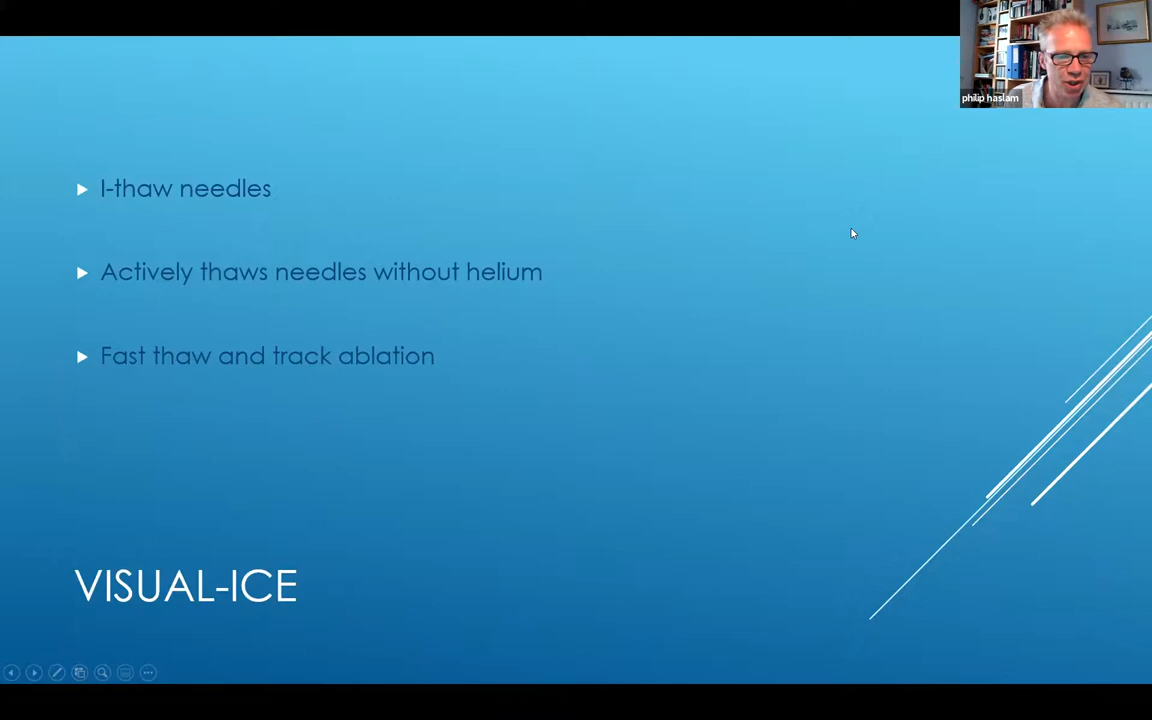 philip haslam
I-thaw needles
Actively thaws needles without helium
Fast thaw and track ablation
VISUAL-ICE